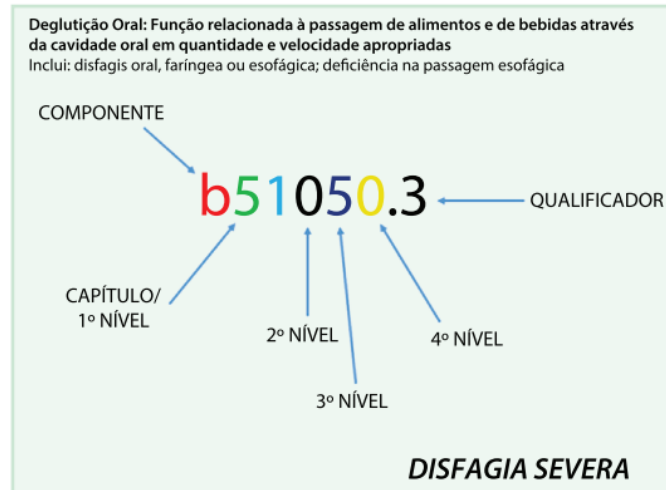 Deglutição Oral: Função relacionada à passagem de alimentos e de bebidas através
da cavidade oral em quantidade e velocidade apropriadas
Inclui: disfagis oral, faríngea ou esofágica; deficiência na passagem esofágica
COMPONENTE
b51050.3
QUALIFICADOR
CAPÍTULO/
1º NÍVEL
2º NÍVEL
4º NÍVEL
3º NÍVEL
DISFAGIA SEVERA